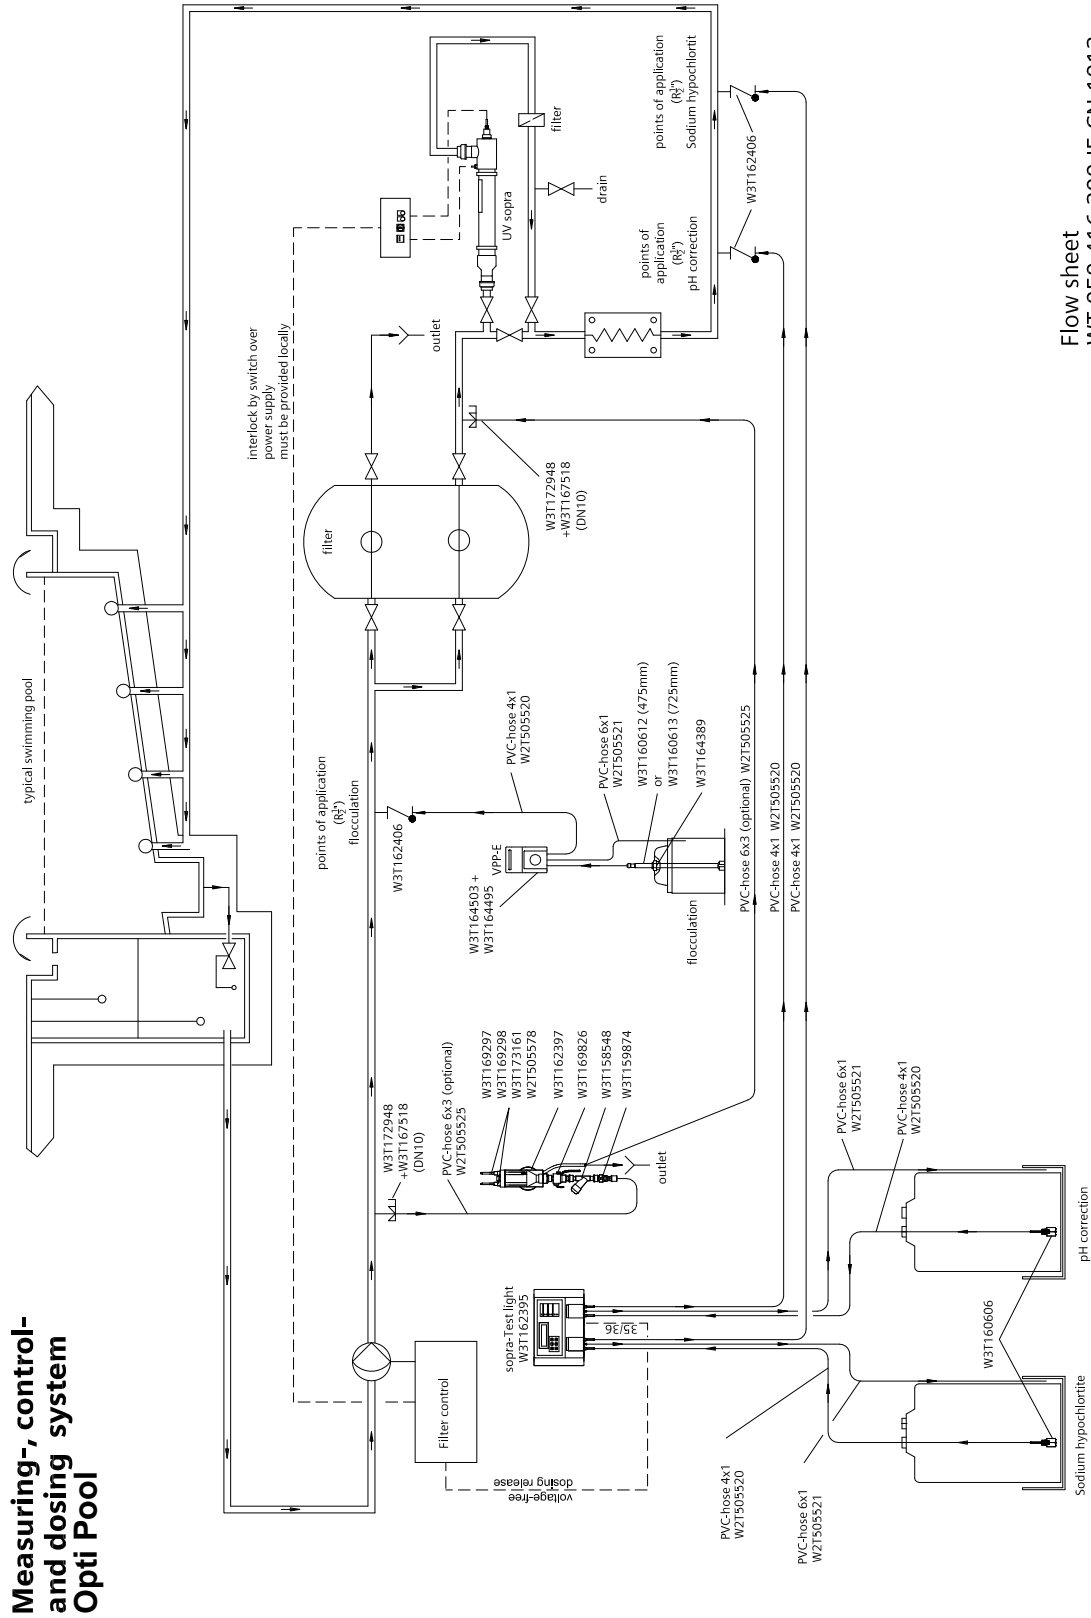 Measuring-, control-
and dosing system
Opti Pool
typical swimming pool
interlock by switch over
power supply
must be provided locally
filter
outlet
UV sopra
filter
drain
points of application
(R½")
Sodium hypochlortit
points of
application
(R½")
pH correction
W3T162406
W3T172948
+W3T167518
(DN10)
points of application
(R½")
flocculation
W3T162406
PVC-hose 4x1
W2T505520
VPP-E
W3T164503 +
W3T164495
PVC-hose 6x1
W2T505521
W3T160612 (475mm)
or
W3T160613 (725mm)
W3T164389
flocculation
PVC-hose 6x3 (optional) W2T505525
PVC-hose 4x1 W2T505520
PVC-hose 4x1 W2T505520
W3T172948
+W3T167518
(DN10)
PVC-hose 6x3 (optional)
W2T505525
W3T169297
W3T169298
W3T173161
W2T505578
W3T162397
W3T169826
W3T158548
W3T159874
outlet
Filter control
sopra-Test light
W3T162395
35/36
voltage-free
dosing release
PVC-hose 6x1
W2T505521
PVC-hose 4x1
W2T505520
PVC-hose 4x1
W2T505520
PVC-hose 6x1
W2T505521
W3T160606
pH correction
Sodium hypochlortite
Flow sheet